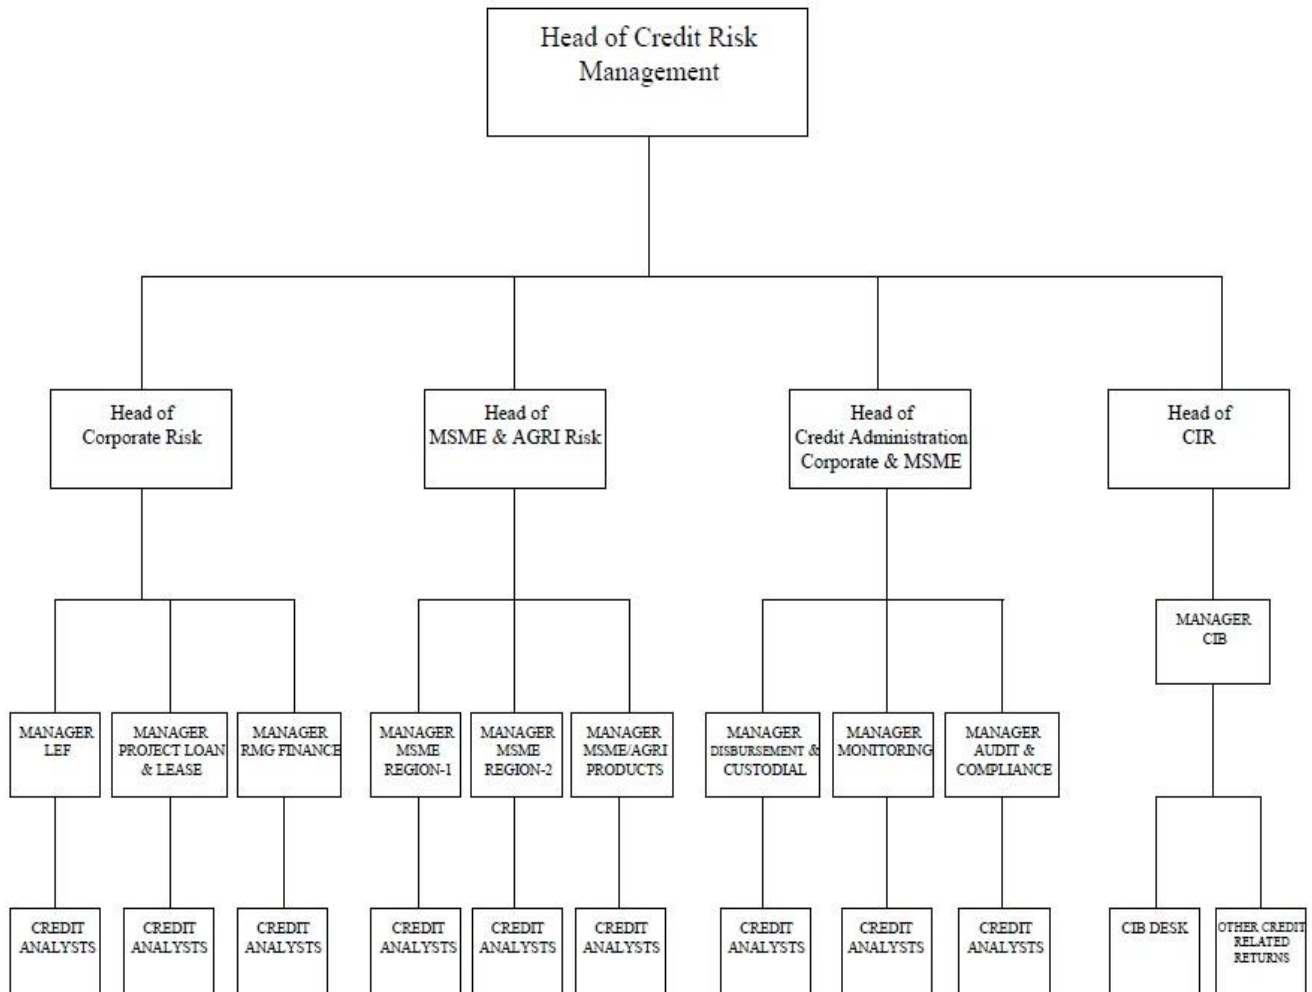 Head of Credit Risk
Management
Head of
Corporate Risk
Head of
MSME & AGRI Risk
Head of
Credit Administration
Corporate & MSME
Head of
CIR
MANAGER
CIB
MANAGER
LEF
MANAGER
PROJECT LOAN
& LEASE
MANAGER
RMG FINANCE
MANAGER
MSME
REGION-1
MANAGER
MSME
REGION-2
MANAGER
MSME/AGRI
PRODUCTS
MANAGER
DISBURSEMENT &
CUSTODIAL
MANAGER
MONITORING
MANAGER
AUDIT &
COMPLIANCE
CREDIT
ANALYSTS
CREDIT
ANALYSTS
CREDIT
ANALYSTS
CREDIT
ANALYSTS
CREDIT
ANALYSTS
CREDIT
ANALYSTS
CREDIT
ANALYSTS
CREDIT
ANALYSTS
CREDIT
ANALYSTS
CIB DESK
OTHER CREDIT
RELATED
RETURNS